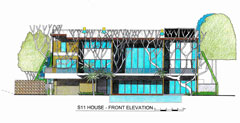 S11 HOUSE - FRONT ELEVATION